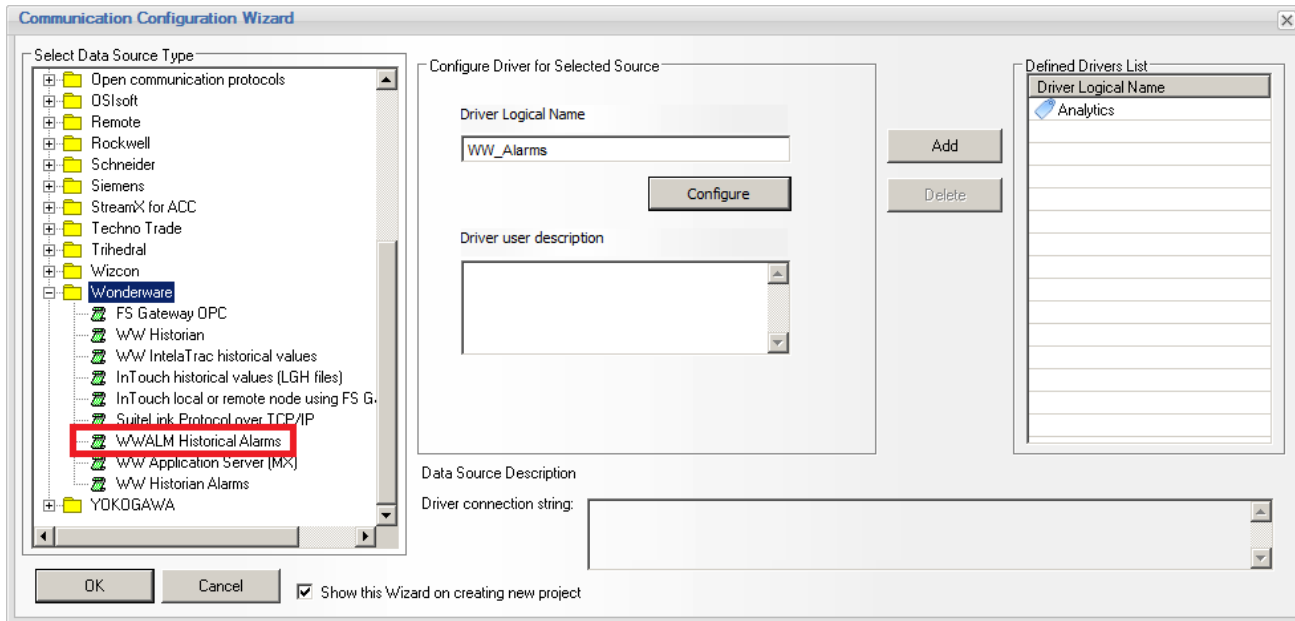 Communication Configuration Wizard
Select Data Source Type
Open communication protocols
OSIsoft
Remote
Rockwell
Schneider
Siemens
StreamX for ACC
Techno Trade
Trihedral
Wizcon
Wonderware
FS Gateway OPC
WW Historian
WW IntelaTrac historical values
InTouch historical values (LGH files)
InTouch local or remote node using FS G
SuiteLink Protocol over TCP/IP
WWALM Historical Alarms
WW Application Server (MX)
WW Historian Alarms
YOKOGAWA
Configure Driver for Selected Source
Driver Logical Name
WW_Alarms
Configure
Driver user description
Add
Delete
Defined Drivers List
Driver Logical Name
Analytics
Data Source Description
Driver connection string:
OK
Cancel
Show this Wizard on creating new project